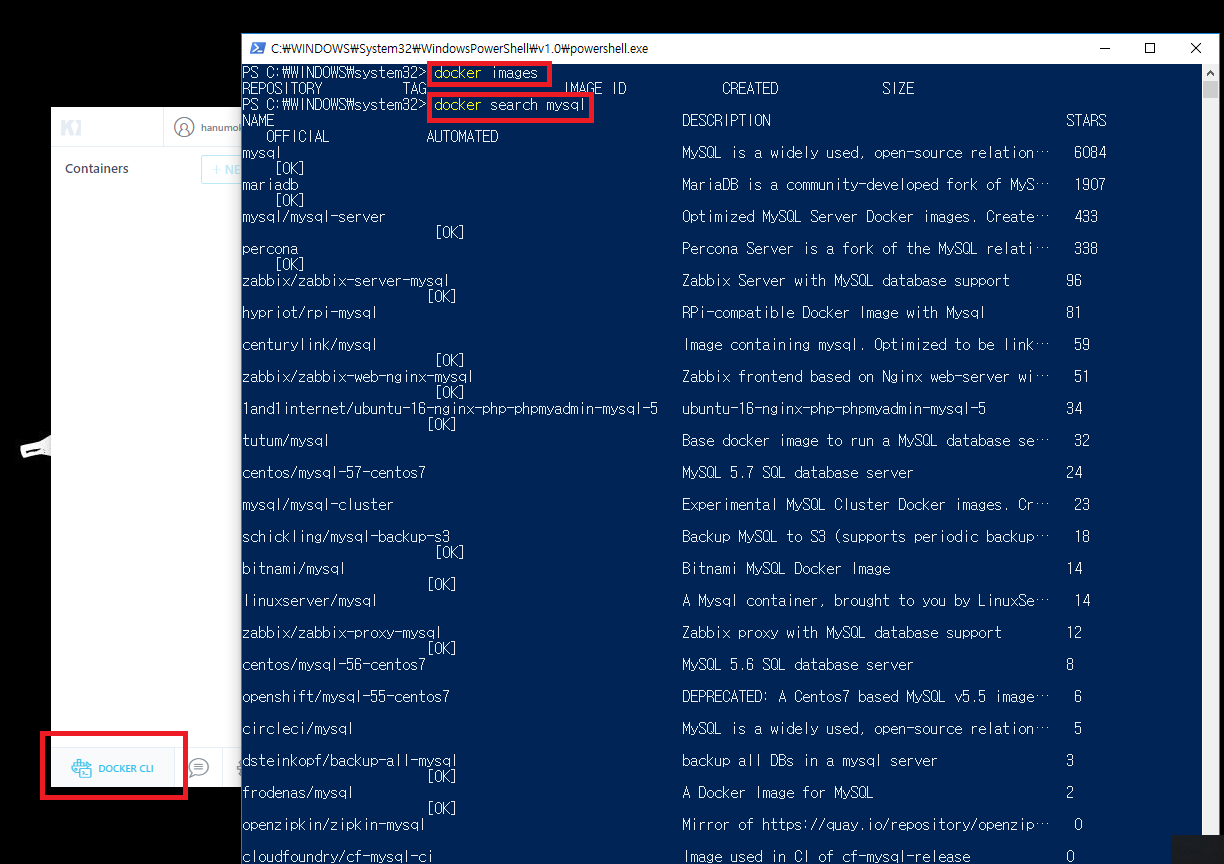 C:₩WINDOWS₩System32₩WindowsPowerShell₩v1.0₩powershell.exe
PS C:₩WINDOWS₩system32> docker images
REPOSITORY TAG IMAGE ID CREATED SIZE
PS C:₩WINDOWS₩system32> docker search mysql
NAME DESCRIPTION STARS
OFFICIAL AUTOMATED
mysql MySQL is a widely used, open-source relation… 6084
[OK]
mariadb MariaDB is a community-developed fork of MyS… 1907
[OK]
mysql/mysql-server Optimized MySQL Server Docker images. Create… 433
[OK]
percona Percona Server is a fork of the MySQL relati… 338
[OK]
zabbix/zabbix-server-mysql Zabbix Server with MySQL database support 96
[OK]
hypriot/rpi-mysql RPi-compatible Docker Image with Mysql 81
centurylink/mysql Image containing mysql. Optimized to be link… 59
[OK]
zabbix/zabbix-web-nginx-mysql Zabbix frontend based on Nginx web-server wi… 51
[OK]
1and1internet/ubuntu-16-nginx-php-phpmyadmin-mysql-5 ubuntu-16-nginx-php-phpmyadmin-mysql-5 34
[OK]
tutum/mysql Base docker image to run a MySQL database se… 32
centos/mysql-57-centos7 MySQL 5.7 SQL database server 24
mysql/mysql-cluster Experimental MySQL Cluster Docker images. Cr… 23
schickling/mysql-backup-s3 Backup MySQL to S3 (supports periodic backup… 18
[OK]
bitnami/mysql Bitnami MySQL Docker Image 14
[OK]
linuxserver/mysql A Mysql container, brought to you by LinuxSe… 14
zabbix/zabbix-proxy-mysql Zabbix proxy with MySQL database support 12
[OK]
centos/mysql-56-centos7 MySQL 5.6 SQL database server 8
openshift/mysql-55-centos7 DEPRECATED: A Centos7 based MySQL v5.5 image… 6
circleci/mysql MySQL is a widely used, open-source relation… 5
dsteinkopf/backup-all-mysql backup all DBs in a mysql server 3
[OK]
frodenas/mysql A Docker Image for MySQL 2
[OK]
openzipkin/zipkin-mysql Mirror of https://quay.io/repository/openzip… 0
cloudfoundry/cf-mysql-ci Image used in CI of cf-mysql-release 0
hanumo
Containers
+ NE
DOCKER CLI